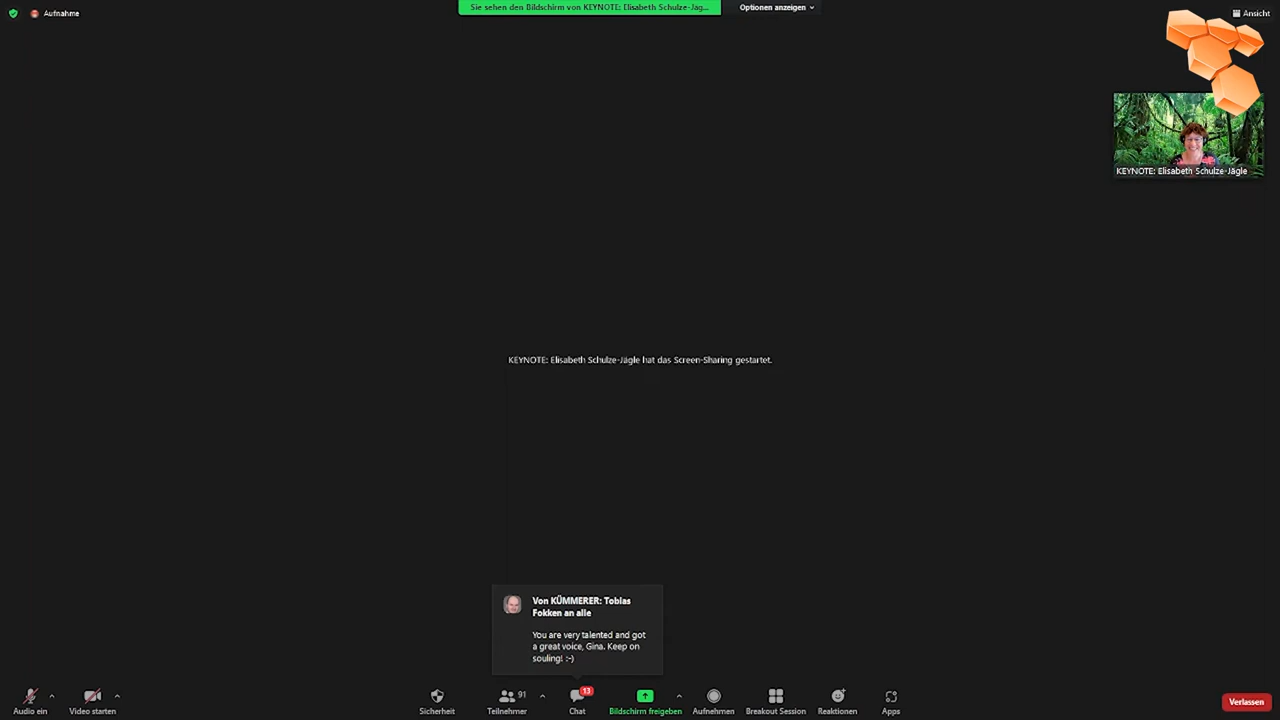 Aufnahme
Sie sehen den Bildschirm von KEYNOTE: Elisabeth Schulze-Jäg...
Optionen anzeigen
Ansicht
KEYNOTE: Elisabeth Schulze-Jägle
KEYNOTE: Elisabeth Schulze-Jägle hat das Screen-Sharing gestartet.
Von KÜMMERER: Tobias
Fokken an alle
You are very talented and got
a great voice, Gina. Keep on
souling! :-)
Audio ein
Video starten
Sicherheit
91
Teilnehmer
13
Chat
Bildschirm freigeben
Aufnehmen
Breakout Session
Reaktionen
Apps
Verlassen